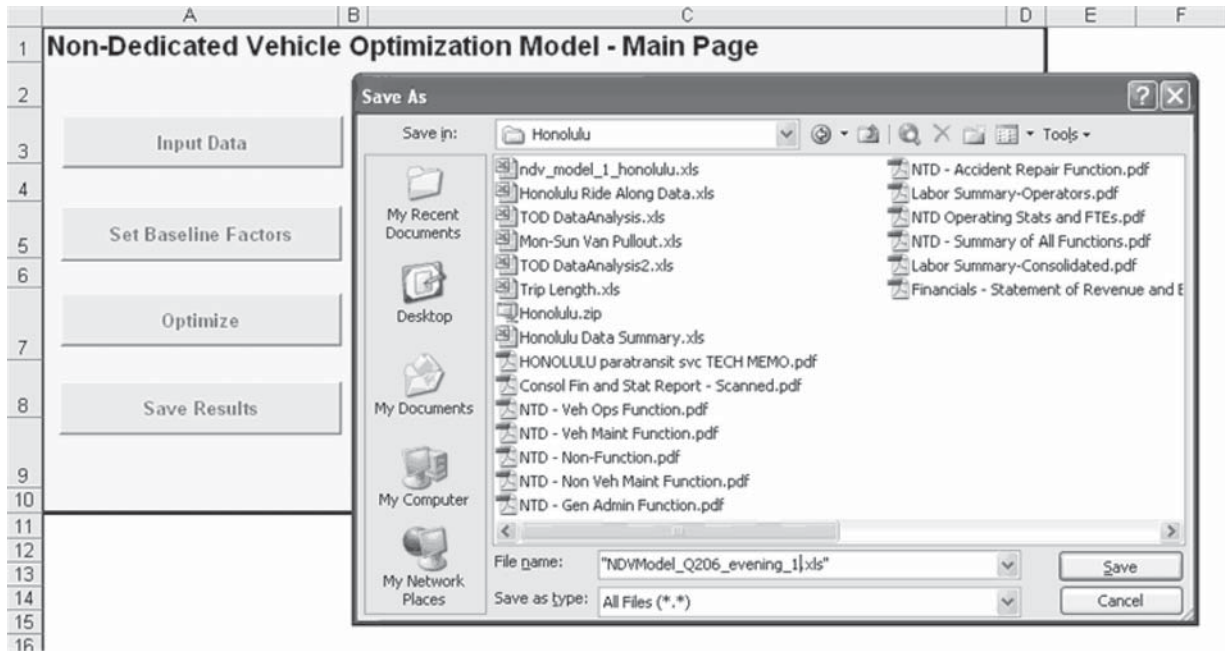 A B C D E F
1 Non-Dedicated Vehicle Optimization Model - Main Page
2
3
4
5
6
7
8
9
10
11
12
13
14
15
16
Input Data
Set Baseline Factors
Optimize
Save Results
Save As
Save in: Honolulu Tools
My Recent Documents
Desktop
My Documents
My Computer
My Network Places
ndv_model_1_honolulu.xls
Honolulu Ride Along Data.xls
TOD DataAnalysis.xls
Mon-Sun Van Pullout.xls
TOD DataAnalysis2.xls
Trip Length.xls
Honolulu.zip
Honolulu Data Summary.xls
HONOLULU paratransit svc TECH MEMO.pdf
Consol Fin and Stat Report - Scanned.pdf
NTD - Veh Ops Function.pdf
NTD - Veh Maint Function.pdf
NTD - Non-Function.pdf
NTD - Non Veh Maint Function.pdf
NTD - Gen Admin Function.pdf
NTD - Accident Repair Function.pdf
Labor Summary-Operators.pdf
NTD Operating Stats and FTEs.pdf
NTD - Summary of All Functions.pdf
Labor Summary-Consolidated.pdf
Financials - Statement of Revenue and E
File name: "NDVModel_Q206_evening_1.xls"
Save
Save as type: All Files (*.*)
Cancel